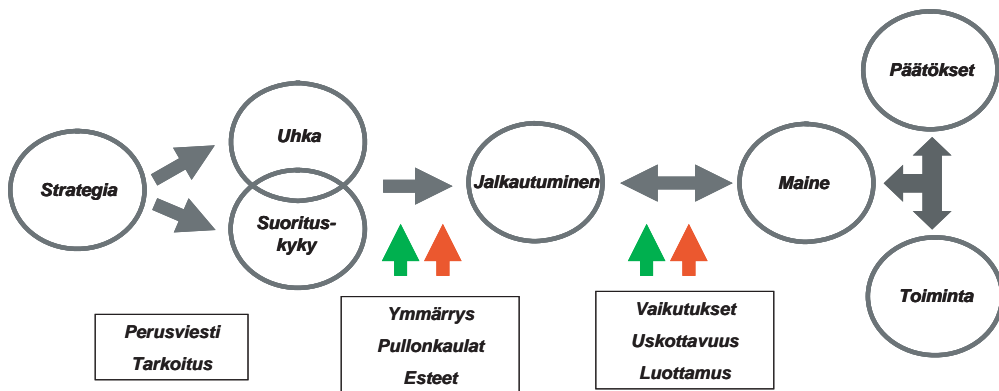 Päätökset
Uhka
Strategia
Jalkautuminen
Maine
Suoritus-
kyky
Toiminta
Perusviesti
Tarkoitus
Ymmärrys
Pullonkaulat
Esteet
Vaikutukset
Uskottavuus
Luottamus